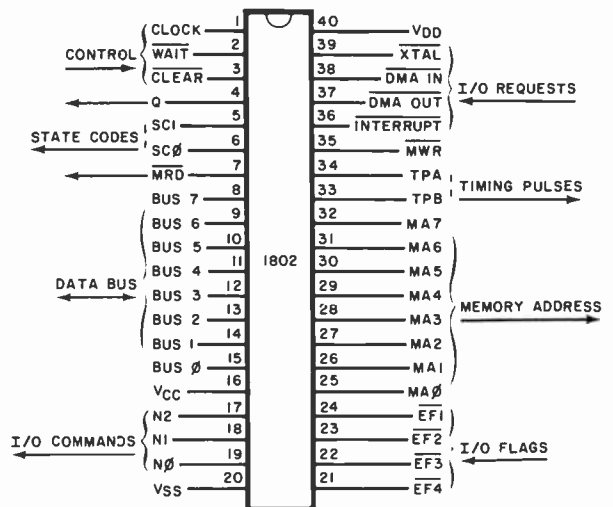 CLOCK 1 40 VDD
CONTROL WAIT 2 39 XTAL
CLEAR 3 38 DMA IN
Q 4 37 DMA OUT I/O REQUESTS
SC1 5 36 INTERRUPT
STATE CODES SCØ 6 35 MWR
MRD 7 34 TPA
BUS 7 8 33 TPB TIMING PULSES
BUS 6 9 32 MA7
BUS 5 10 31 MA6
BUS 4 11 1802 30 MA5
DATA BUS BUS 3 12 29 MA4
BUS 2 13 28 MA3 MEMORY ADDRESS
BUS 1 14 27 MA2
BUS Ø 15 26 MA1
VCC 16 25 MAØ
N2 17 24 EF1
I/O COMMANDS N1 18 23 EF2 I/O FLAGS
NØ 19 22 EF3
VSS 20 21 EF4